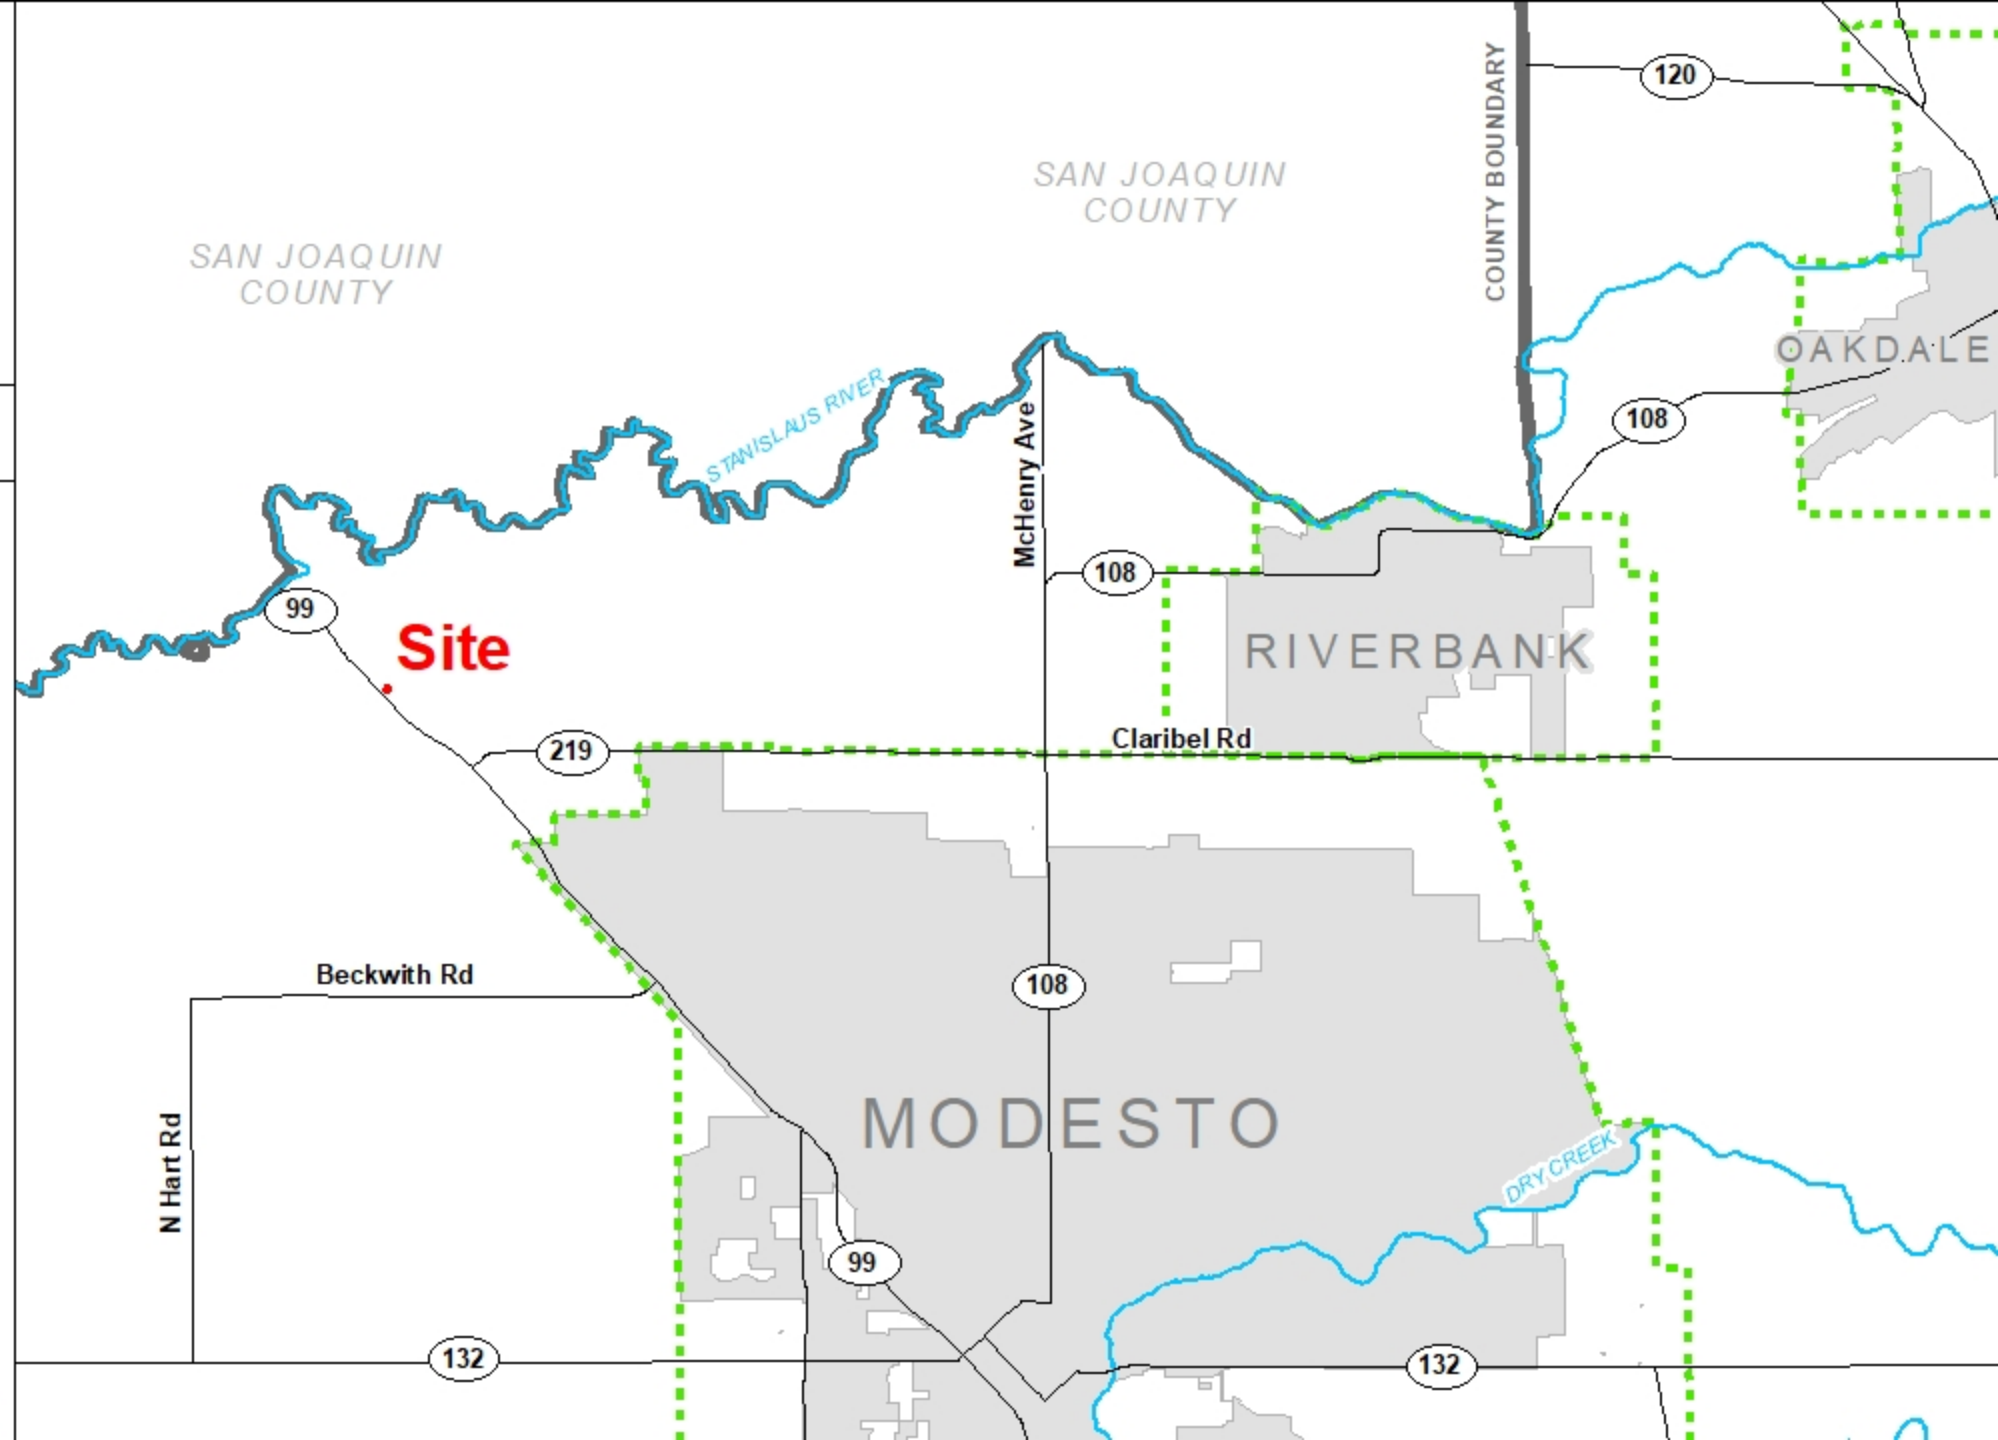 COUNTY BOUNDARY
120
SAN JOAQUIN
COUNTY
SAN JOAQUIN
COUNTY
OAKDALE
STANISLAUS RIVER
McHenry Ave
108
108
99
Site
RIVERBANK
219
Claribel Rd
Beckwith Rd
108
MODESTO
N Hart Rd
DRY CREEK
99
132
132